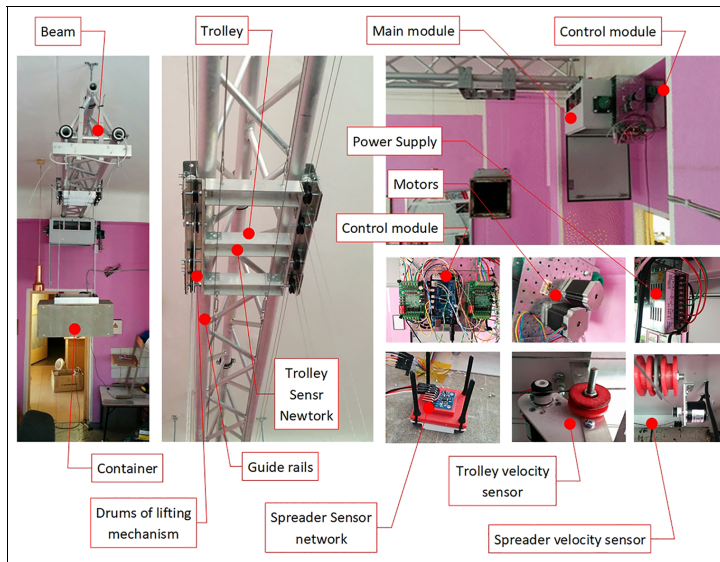 Beam
Trolley
Main module
Control module
Power Supply
Motors
Control module
Trolley
Sensr
Newtork
Container
Guide rails
Trolley velocity
sensor
Drums of lifting
mechanism
Spreader Sensor
network
Spreader velocity sensor